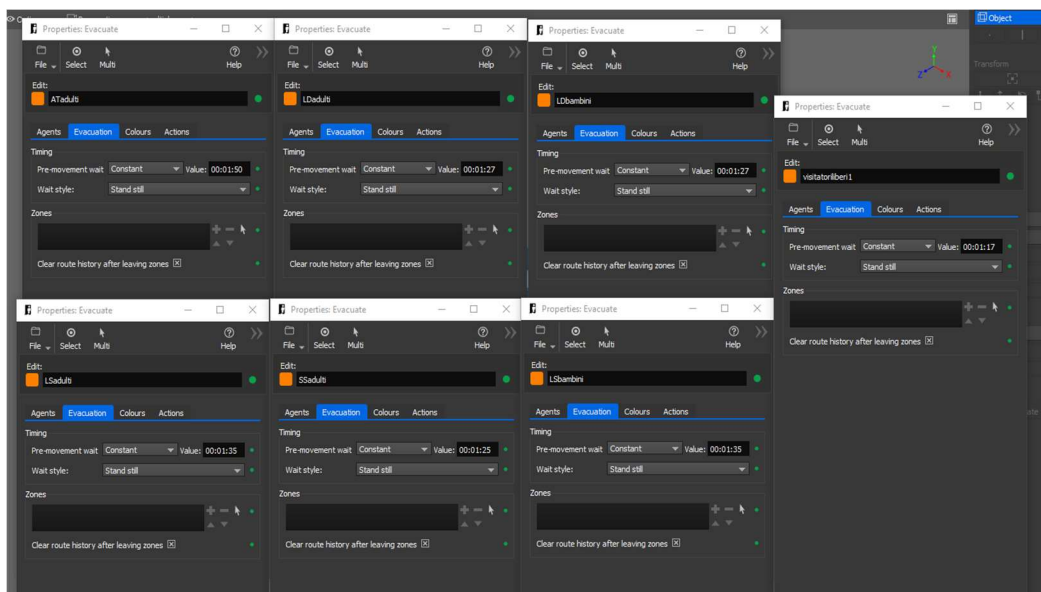 Object
Transform
Properties: Evacuate
File Select Multi Help
Edit:
ATadulti
Agents Evacuation Colours Actions
Timing
Pre-movement wait Constant Value: 00:01:50
Wait style: Stand still
Zones
Clear route history after leaving zones
Properties: Evacuate
File Select Multi Help
Edit:
LDadulti
Agents Evacuation Colours Actions
Timing
Pre-movement wait Constant Value: 00:01:27
Wait style: Stand still
Zones
Clear route history after leaving zones
Properties: Evacuate
File Select Multi Help
Edit:
LDbambini
Agents Evacuation Colours Actions
Timing
Pre-movement wait Constant Value: 00:01:27
Wait style: Stand still
Zones
Clear route history after leaving zones
Properties: Evacuate
File Select Multi Help
Edit:
visitatoriliberi1
Agents Evacuation Colours Actions
Timing
Pre-movement wait Constant Value: 00:01:17
Wait style: Stand still
Zones
Clear route history after leaving zones
Properties: Evacuate
File Select Multi Help
Edit:
LSadulti
Agents Evacuation Colours Actions
Timing
Pre-movement wait Constant Value: 00:01:35
Wait style: Stand still
Zones
Clear route history after leaving zones
Properties: Evacuate
File Select Multi Help
Edit:
SSadulti
Agents Evacuation Colours Actions
Timing
Pre-movement wait Constant Value: 00:01:25
Wait style: Stand still
Zones
Clear route history after leaving zones
Properties: Evacuate
File Select Multi Help
Edit:
LSbambini
Agents Evacuation Colours Actions
Timing
Pre-movement wait Constant Value: 00:01:35
Wait style: Stand still
Zones
Clear route history after leaving zones